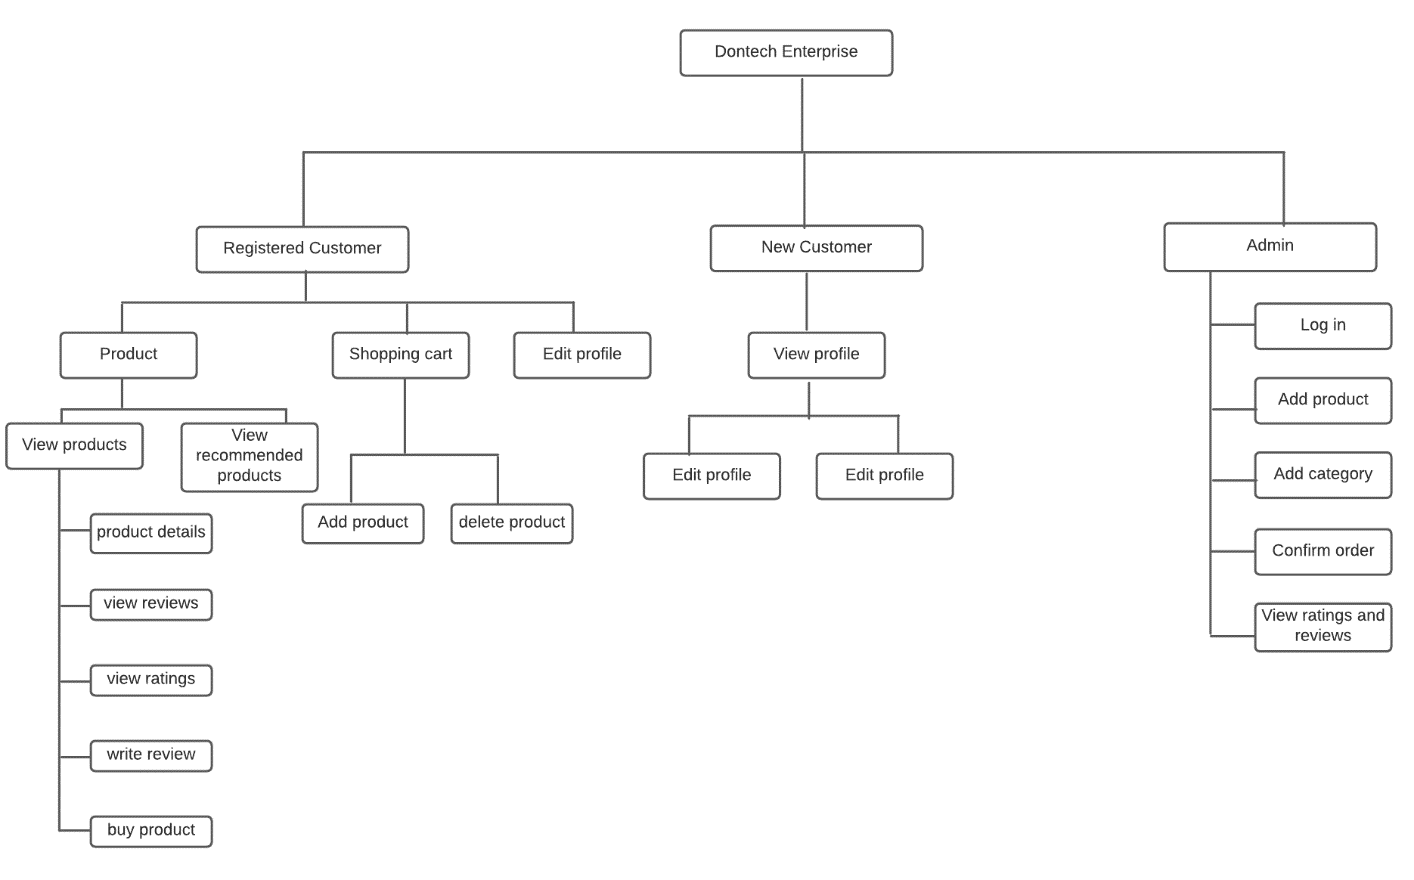 Dontech Enterprise
Registered Customer
New Customer
Admin
Product
Shopping cart
Edit profile
View profile
Log in
View products
View
recommended
products
Edit profile
Edit profile
Add product
Add category
Confirm order
View ratings and
reviews
Add product
delete product
product details
view reviews
view ratings
write review
buy product